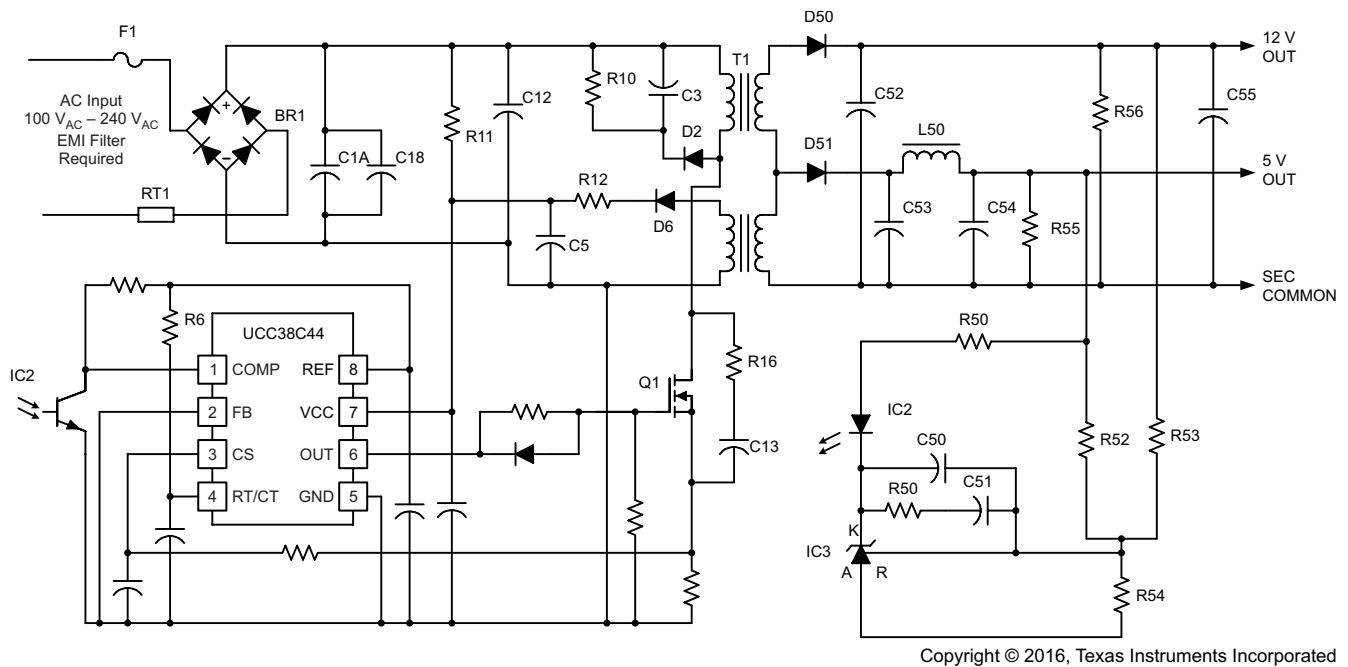 F1
D50
12 V
OUT
T1
AC Input
100 VAC – 240 VAC
EMI Filter
Required
BR1
R10
C3
C12
C52
R56
C55
R11
D2
C1A
C18
D51
L50
5 V
OUT
RT1
R12
D6
C5
C53
C54
R55
SEC
COMMON
R6
UCC38C44
R50
R16
IC2
1
COMP
REF
8
Q1
2
FB
VCC
7
IC2
R52
R53
3
CS
OUT
6
C13
C50
4
RT/CT
GND
5
R50
C51
K
IC3
A
R
R54
Copyright © 2016, Texas Instruments Incorporated